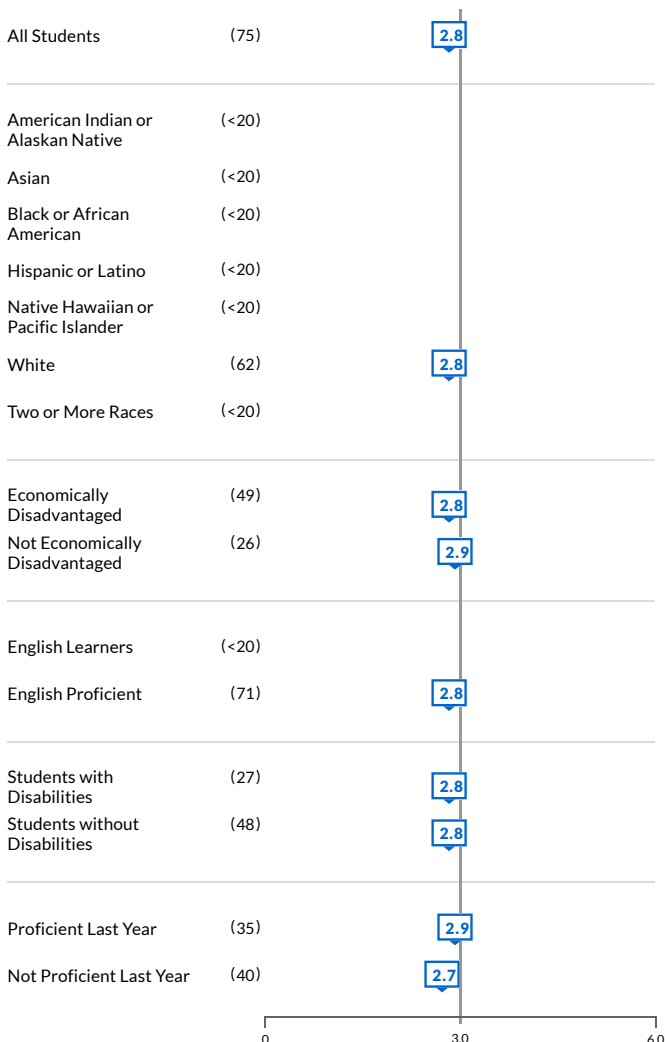 All Students (75) 2.8
American Indian or (<20)
Alaskan Native
Asian (<20)
Black or African (<20)
American
Hispanic or Latino (<20)
Native Hawaiian or (<20)
Pacific Islander
White (62) 2.8
Two or More Races (<20)
Economically (49) 2.8
Disadvantaged
Not Economically (26) 2.9
Disadvantaged
English Learners (<20)
English Proficient (71) 2.8
Students with (27) 2.8
Disabilities
Students without (48) 2.8
Disabilities
Proficient Last Year (35) 2.9
Not Proficient Last Year (40) 2.7
0 3.0 6.0